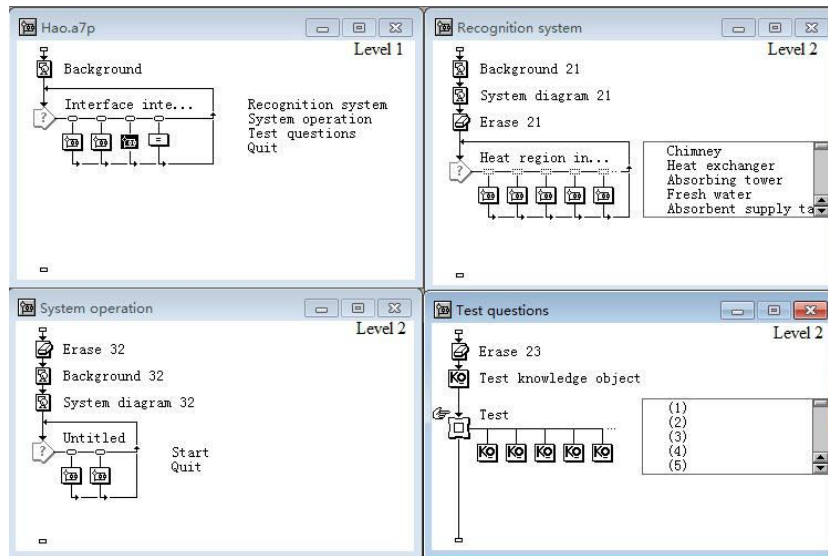 Hao.a7p
Level 1
Background
Interface inte...
Recognition system
System operation
Test questions
Quit
Recognition system
Level 2
Background 21
System diagram 21
Erase 21
Heat region in...
Chimney
Heat exchanger
Absorbing tower
Fresh water
Absorbent supply ta
System operation
Level 2
Erase 32
Background 32
System diagram 32
Untitled
Start
Quit
Test questions
Level 2
Erase 23
Test knowledge object
Test
(1)
(2)
(3)
(4)
(5)